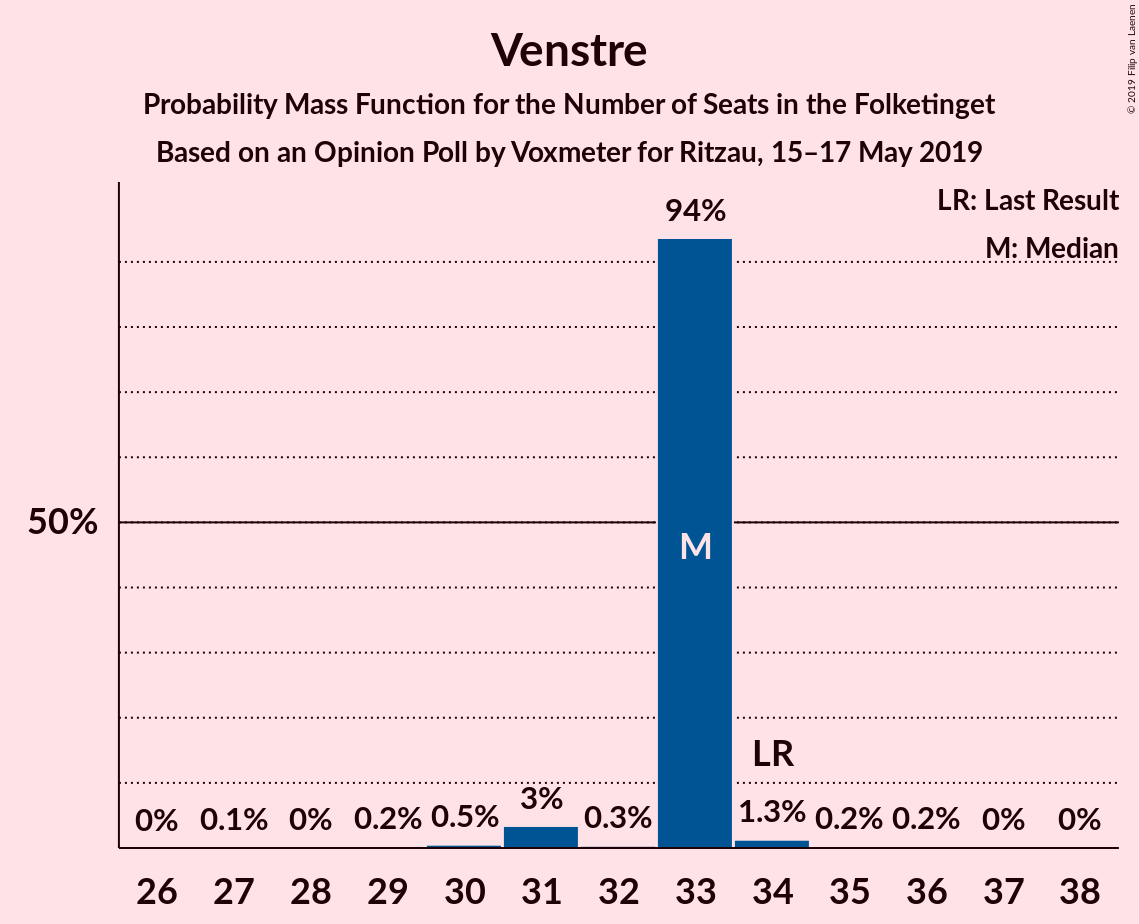 Venstre
Probability Mass Function for the Number of Seats in the Folketinget
Based on an Opinion Poll by Voxmeter for Ritzau, 15–17 May 2019
© 2019 Filip van Laenen
LR: Last Result
M: Median
94%
50%
M
LR
0% 0.1% 0% 0.2% 0.5% 3% 0.3% 1.3% 0.2% 0.2% 0% 0%
26 27 28 29 30 31 32 33 34 35 36 37 38